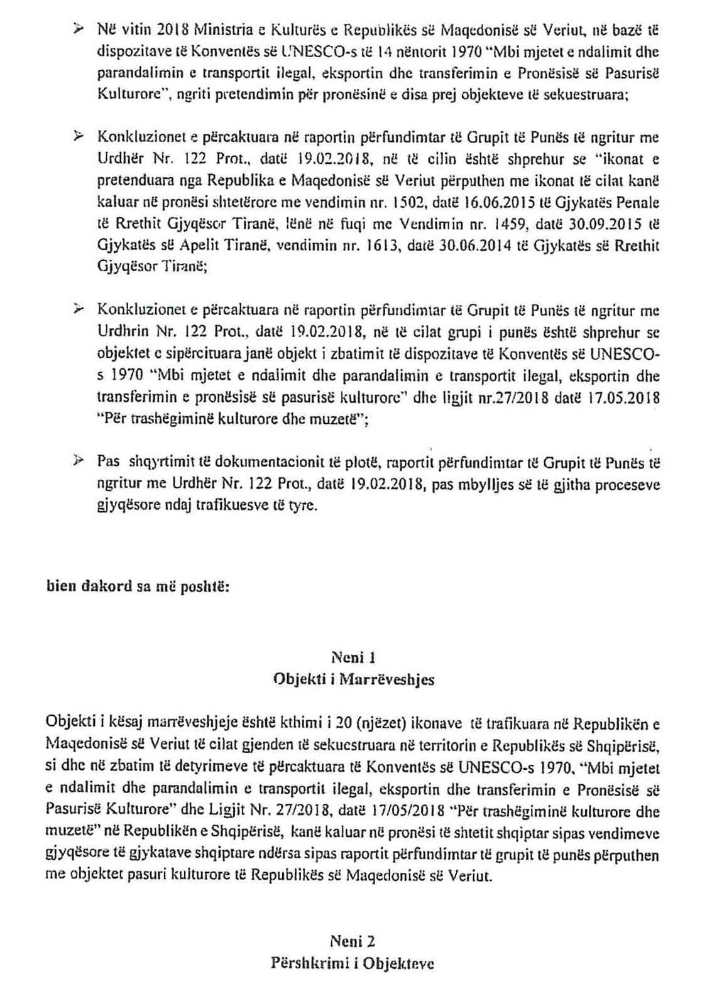 ➢ Në vitin 2018 Ministria e Kulturës e Republikës së Maqedonisë së Veriut, në bazë të
dispozitave të Konventës së UNESCO-s të 14 nëntorit 1970 “Mbi mjetet e ndalimit dhe
parandalimin e transportit ilegal, eksportin dhe transferimin e Pronësisë së Pasurisë
Kulturore”, ngriti pretendimin për pronësinë e disa prej objekteve të sekuestruara;
➢ Konkluzionet e përcaktuara në raportin përfundimtar të Grupit të Punës të ngritur me
Urdhër Nr. 122 Prot., datë 19.02.2018, në të cilin është shprehur se “ikonat e
pretenduara nga Republika e Maqedonisë së Veriut përputhen me ikonat të cilat kanë
kaluar në pronësi shtetërore me vendimin nr. 1502, datë 16.06.2015 të Gjykatës Penale
të Rrethit Gjyqësor Tiranë, lënë në fuqi me Vendimin nr. 1459, datë 30.09.2015 të
Gjykatës së Apelit Tiranë, vendimin nr. 1613, datë 30.06.2014 të Gjykatës së Rrethit
Gjyqësor Tiranë;
➢ Konkluzionet e përcaktuara në raportin përfundimtar të Grupit të Punës të ngritur me
Urdhrin Nr. 122 Prot., datë 19.02.2018, në të cilat grupi i punës është shprehur se
objektet e sipërcituara janë objekt i zbatimit të dispozitave të Konventës së UNESCO-
s 1970 “Mbi mjetet e ndalimit dhe parandalimin e transportit ilegal, eksportin dhe
transferimin e pronësisë së pasurisë kulturore” dhe ligjit nr.27/2018 datë 17.05.2018
“Për trashëgiminë kulturore dhe muzetë”;
➢ Pas shqyrtimit të dokumentacionit të plotë, raportit përfundimtar të Grupit të Punës të
ngritur me Urdhër Nr. 122 Prot., datë 19.02.2018, pas mbylljes së të gjitha proceseve
gjyqësore ndaj trafikuesve të tyre.
bien dakord sa më poshtë:
Neni 1
Objekti i Marrëveshjes
Objekti i kësaj marrëveshjeje është kthimi i 20 (njëzet) ikonave të trafikuara në Republikën e
Maqedonisë së Veriut të cilat gjenden të sekuestruara në territorin e Republikës së Shqipërisë,
si dhe në zbatim të detyrimeve të përcaktuara të Konventës së UNESCO-s 1970, “Mbi mjetet
e ndalimit dhe parandalimin e transportit ilegal, eksportin dhe transferimin e Pronësisë së
Pasurisë Kulturore” dhe Ligjit Nr. 27/2018, datë 17/05/2018 “Për trashëgiminë kulturore dhe
muzetë” në Republikën e Shqipërisë, kanë kaluar në pronësi të shtetit shqiptar sipas vendimeve
gjyqësore të gjykatave shqiptare ndërsa sipas raportit përfundimtar të grupit të punës përputhen
me objektet pasuri kulturore të Republikës së Maqedonisë së Veriut.
Neni 2
Përshkrimi i Objekteve